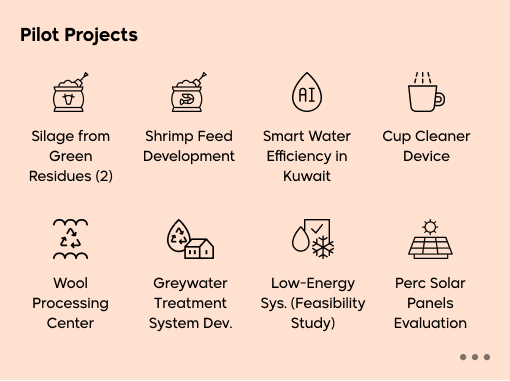 Pilot Projects
AI
Silage from
Green
Residues (2)
Shrimp Feed
Development
Smart Water
Efficiency in
Kuwait
Cup Cleaner
Device
Wool
Processing
Center
Greywater
Treatment
System Dev.
Low-Energy
Sys. (Feasibility
Study)
Perc Solar
Panels
Evaluation